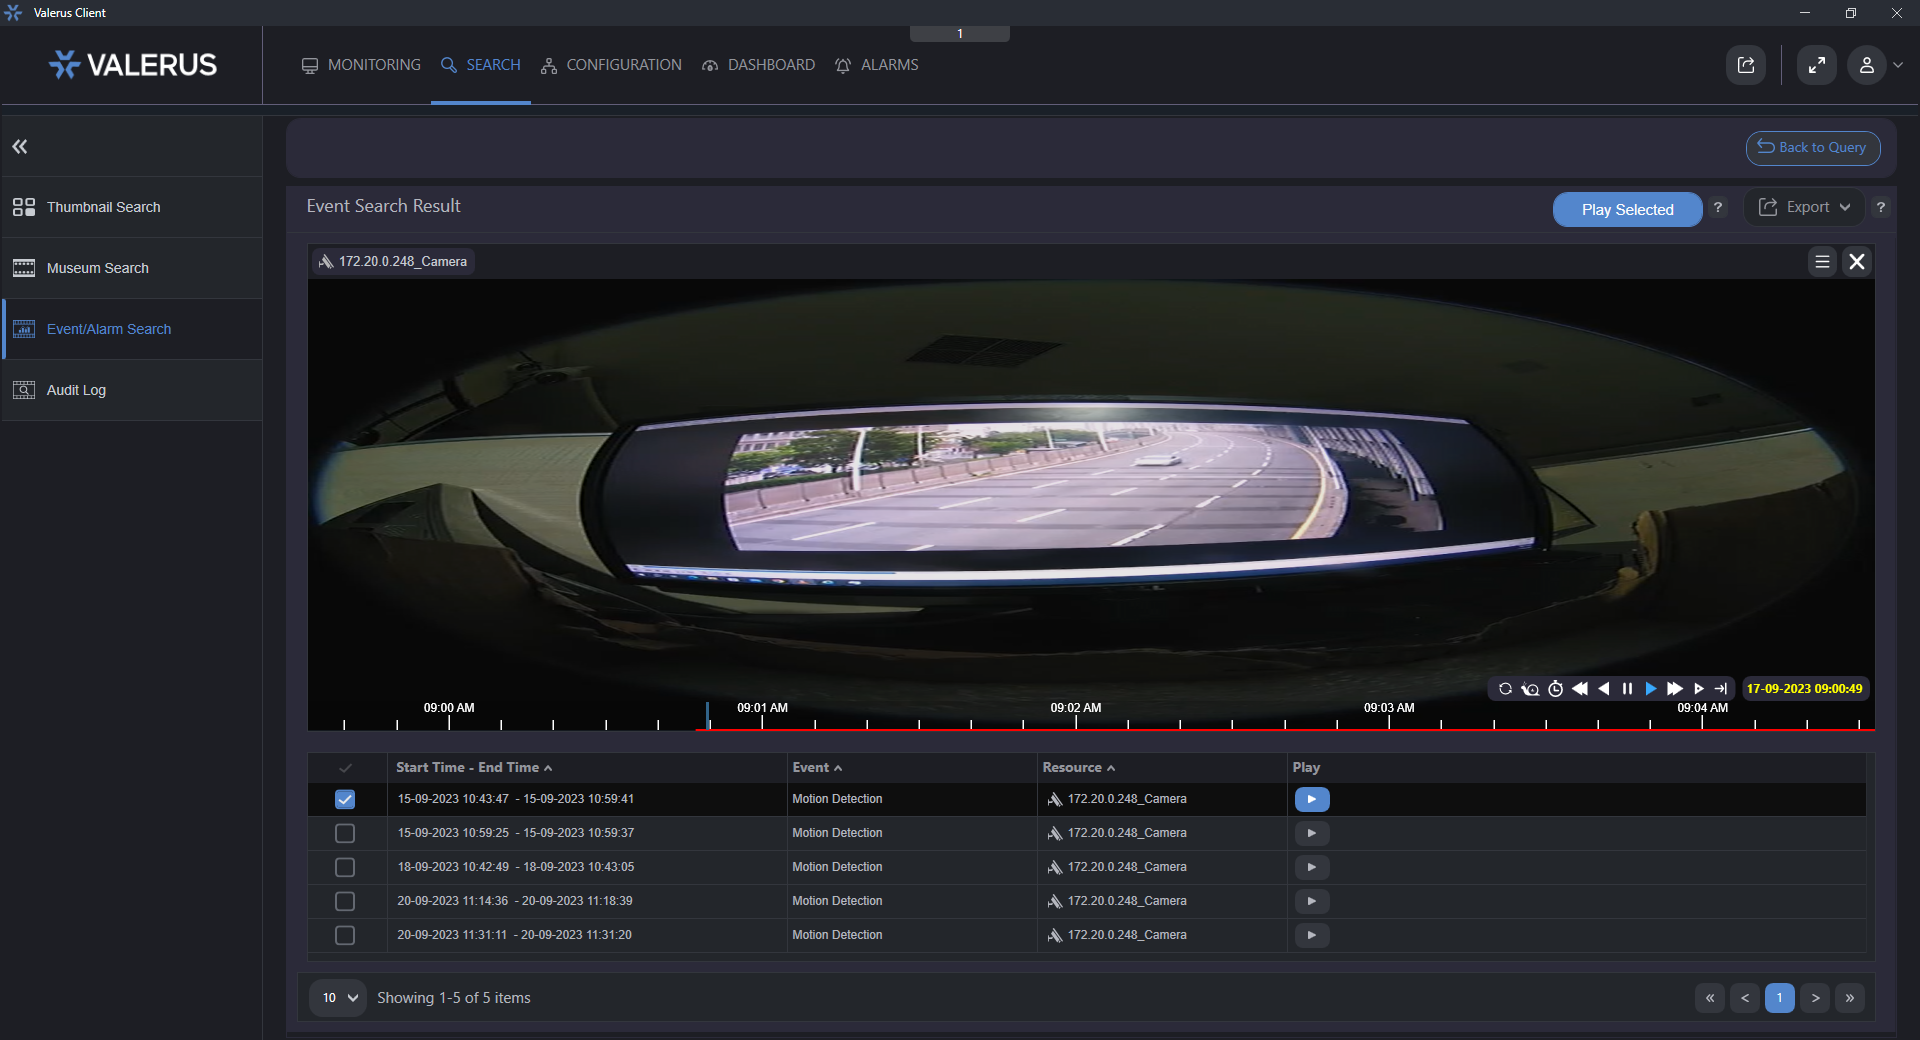 Valerus Client
1
VALERUS
MONITORING
SEARCH
CONFIGURATION
DASHBOARD
ALARMS
Back to Query
Thumbnail Search
Museum Search
Event/Alarm Search
Audit Log
Event Search Result
Play Selected
?
Export
?
172.20.0.248_Camera
17-09-2023 09:00:49
09:00 AM
09:01 AM
09:02 AM
09:03 AM
09:04 AM
Start Time - End Time
Event
Resource
Play
15-09-2023 10:43:47 - 15-09-2023 10:59:41
Motion Detection
172.20.0.248_Camera
15-09-2023 10:59:25 - 15-09-2023 10:59:37
Motion Detection
172.20.0.248_Camera
18-09-2023 10:42:49 - 18-09-2023 10:43:05
Motion Detection
172.20.0.248_Camera
20-09-2023 11:14:36 - 20-09-2023 11:18:39
Motion Detection
172.20.0.248_Camera
20-09-2023 11:31:11 - 20-09-2023 11:31:20
Motion Detection
172.20.0.248_Camera
10
Showing 1-5 of 5 items
« < 1 > »